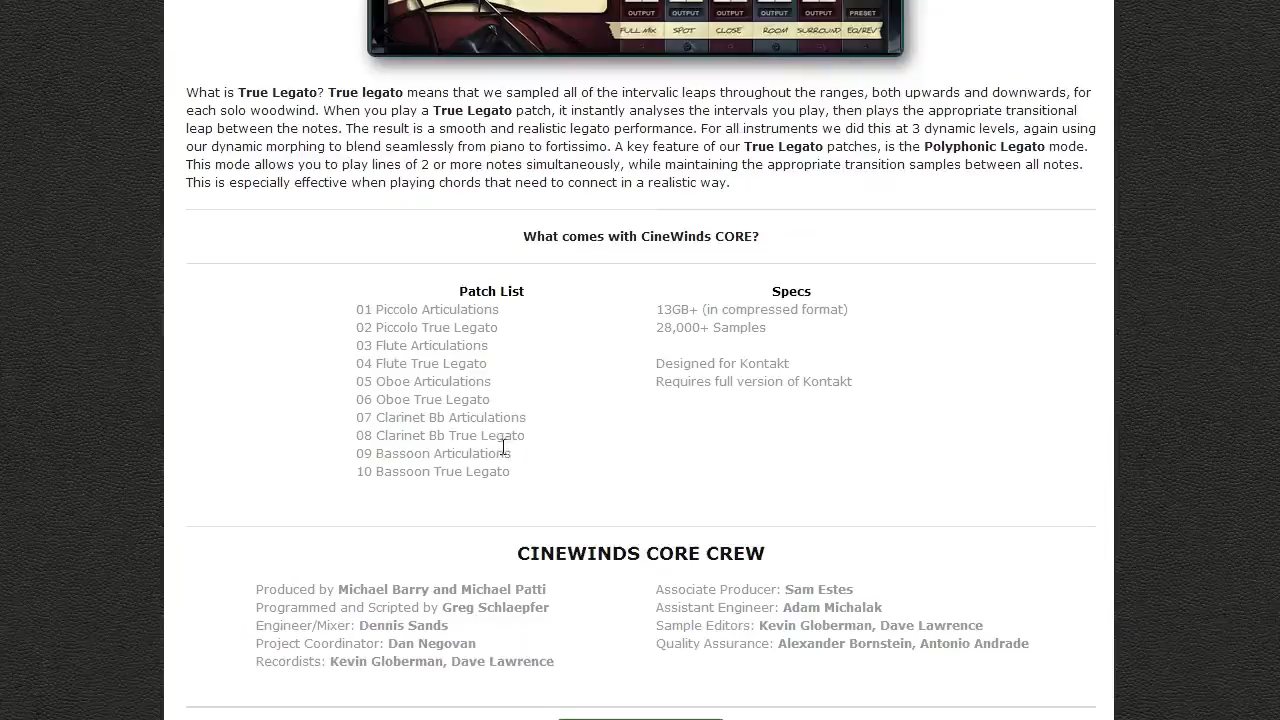 OUTPUT OUTPUT OUTPUT OUTPUT OUTPUT PRESET
FULL MIX SPOT CLOSE ROOM SURROUND EQ/REV
What is True Legato? True legato means that we sampled all of the intervalic leaps throughout the ranges, both upwards and downwards, for
each solo woodwind. When you play a True Legato patch, it instantly analyses the intervals you play, then plays the appropriate transitional
leap between the notes. The result is a smooth and realistic legato performance. For all instruments we did this at 3 dynamic levels, again using
our dynamic morphing to blend seamlessly from piano to fortissimo. A key feature of our True Legato patches, is the Polyphonic Legato mode.
This mode allows you to play lines of 2 or more notes simultaneously, while maintaining the appropriate transition samples between all notes.
This is especially effective when playing chords that need to connect in a realistic way.
What comes with CineWinds CORE?
Patch List
01 Piccolo Articulations
02 Piccolo True Legato
03 Flute Articulations
04 Flute True Legato
05 Oboe Articulations
06 Oboe True Legato
07 Clarinet Bb Articulations
08 Clarinet Bb True Legato
09 Bassoon Articulations
10 Bassoon True Legato
Specs
13GB+ (in compressed format)
28,000+ Samples
Designed for Kontakt
Requires full version of Kontakt
CINEWINDS CORE CREW
Produced by Michael Barry and Michael Patti
Programmed and Scripted by Greg Schlaepfer
Engineer/Mixer: Dennis Sands
Project Coordinator: Dan Negovan
Recordists: Kevin Globerman, Dave Lawrence
Associate Producer: Sam Estes
Assistant Engineer: Adam Michalak
Sample Editors: Kevin Globerman, Dave Lawrence
Quality Assurance: Alexander Bornstein, Antonio Andrade